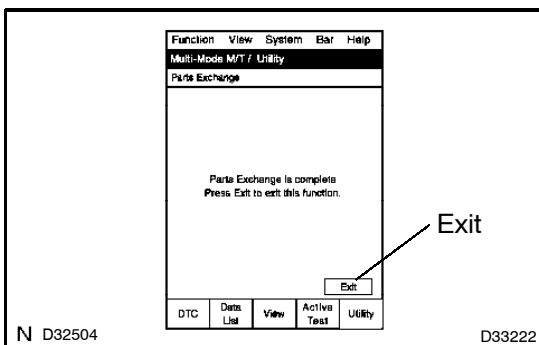 Function View System Bar Help
Multi-Mode M/T / Utility
Parts Exchange
Parts Exchange is complete
Press Exit to exit this function.
Exit
Exit
DTC Data List View Active Test Utility
N D32504 D33222